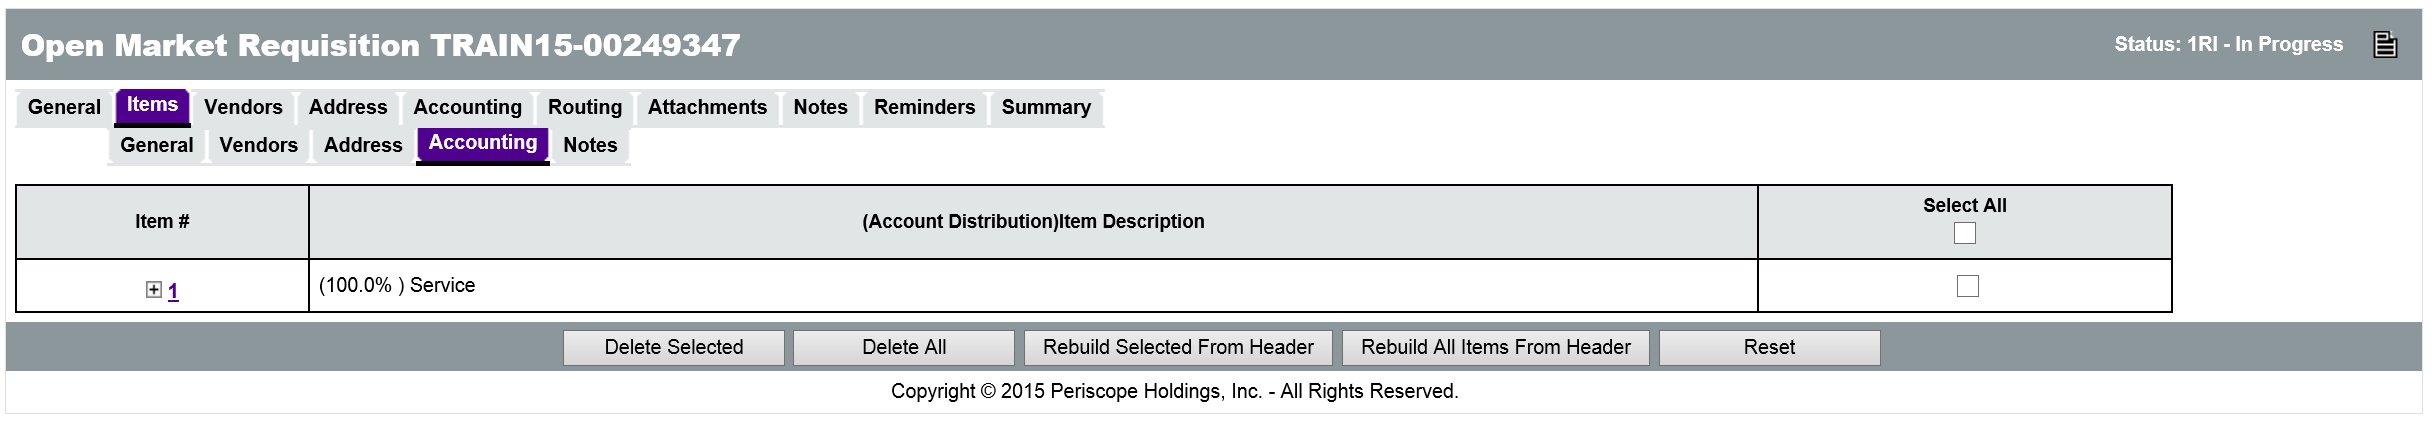 Open Market Requisition TRAIN15-00249347
Status: 1RI - In Progress
General Items Vendors Address Accounting Routing Attachments Notes Reminders Summary
General Vendors Address Accounting Notes
Item # (Account Distribution)Item Description Select All
1 (100.0% ) Service
Delete Selected Delete All Rebuild Selected From Header Rebuild All Items From Header Reset
Copyright © 2015 Periscope Holdings, Inc. - All Rights Reserved.